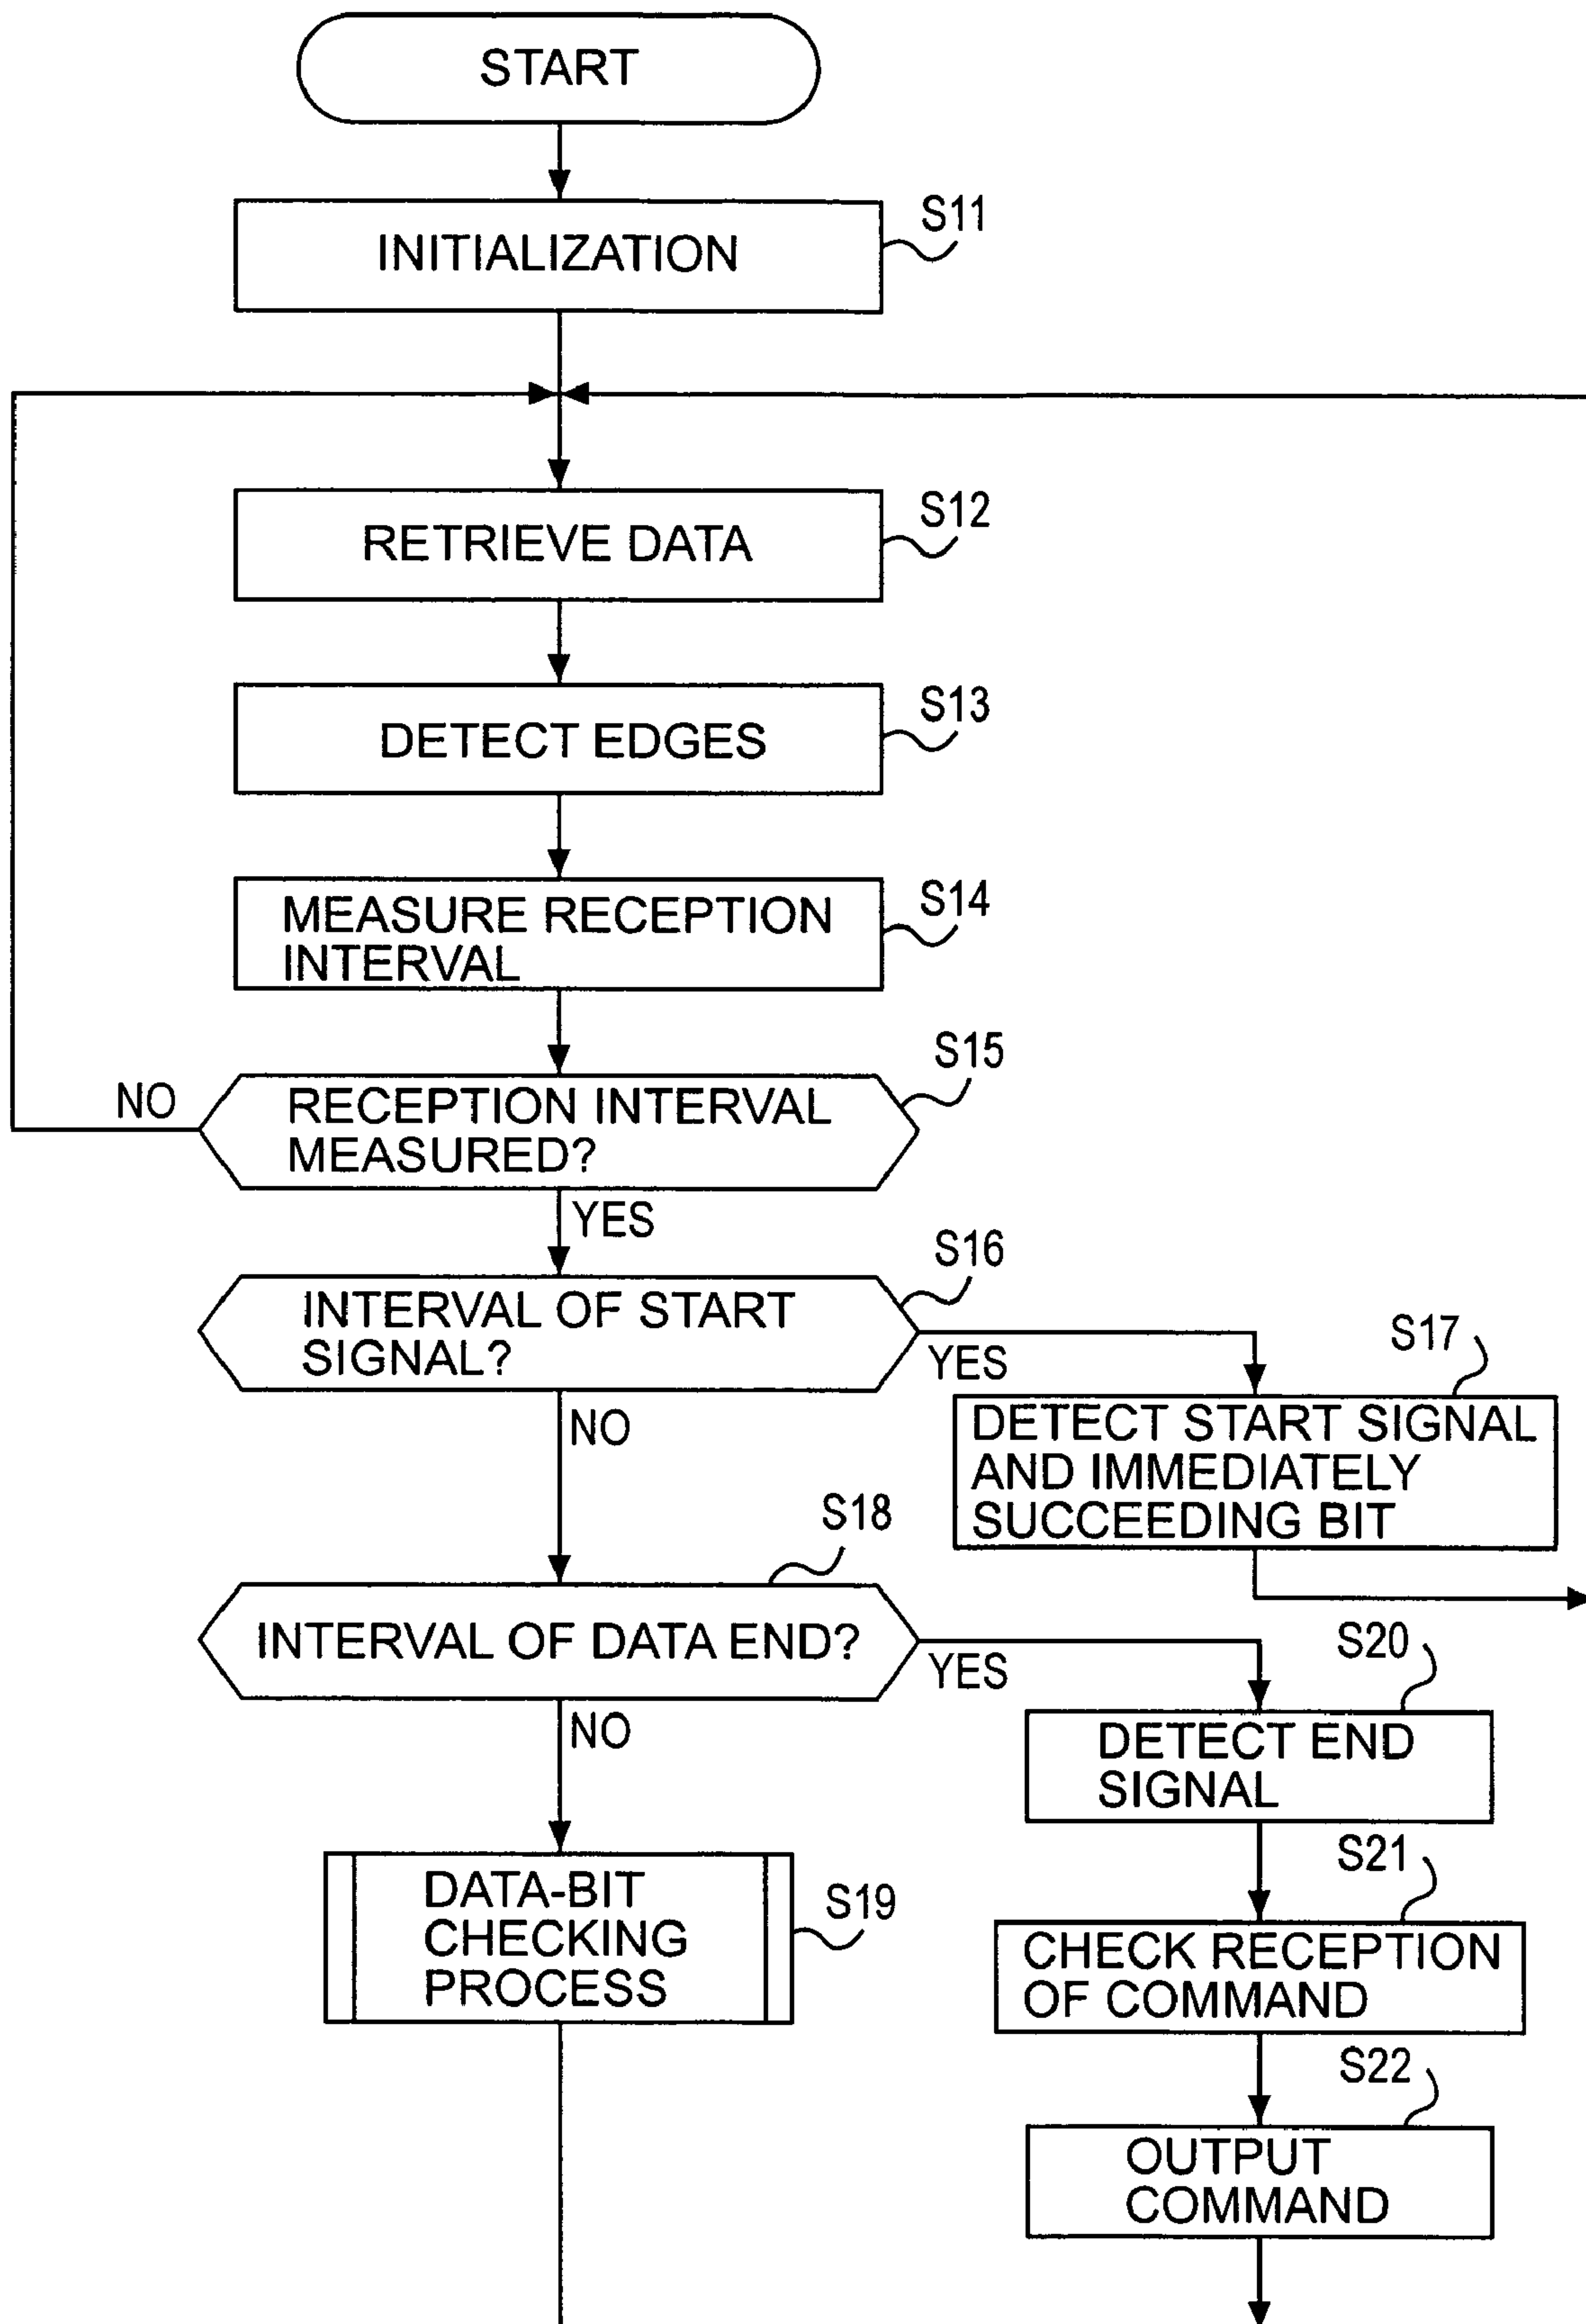 START
S11
INITIALIZATION
S12
RETRIEVE DATA
S13
DETECT EDGES
S14
MEASURE RECEPTION
INTERVAL
S15
NO
RECEPTION INTERVAL
MEASURED?
YES
S16
INTERVAL OF START
SIGNAL?
YES
NO
S17
DETECT START SIGNAL
AND IMMEDIATELY
SUCCEEDING BIT
S18
INTERVAL OF DATA END?
YES
NO
S20
DETECT END
SIGNAL
S19
DATA-BIT
CHECKING
PROCESS
S21
CHECK RECEPTION
OF COMMAND
S22
OUTPUT
COMMAND